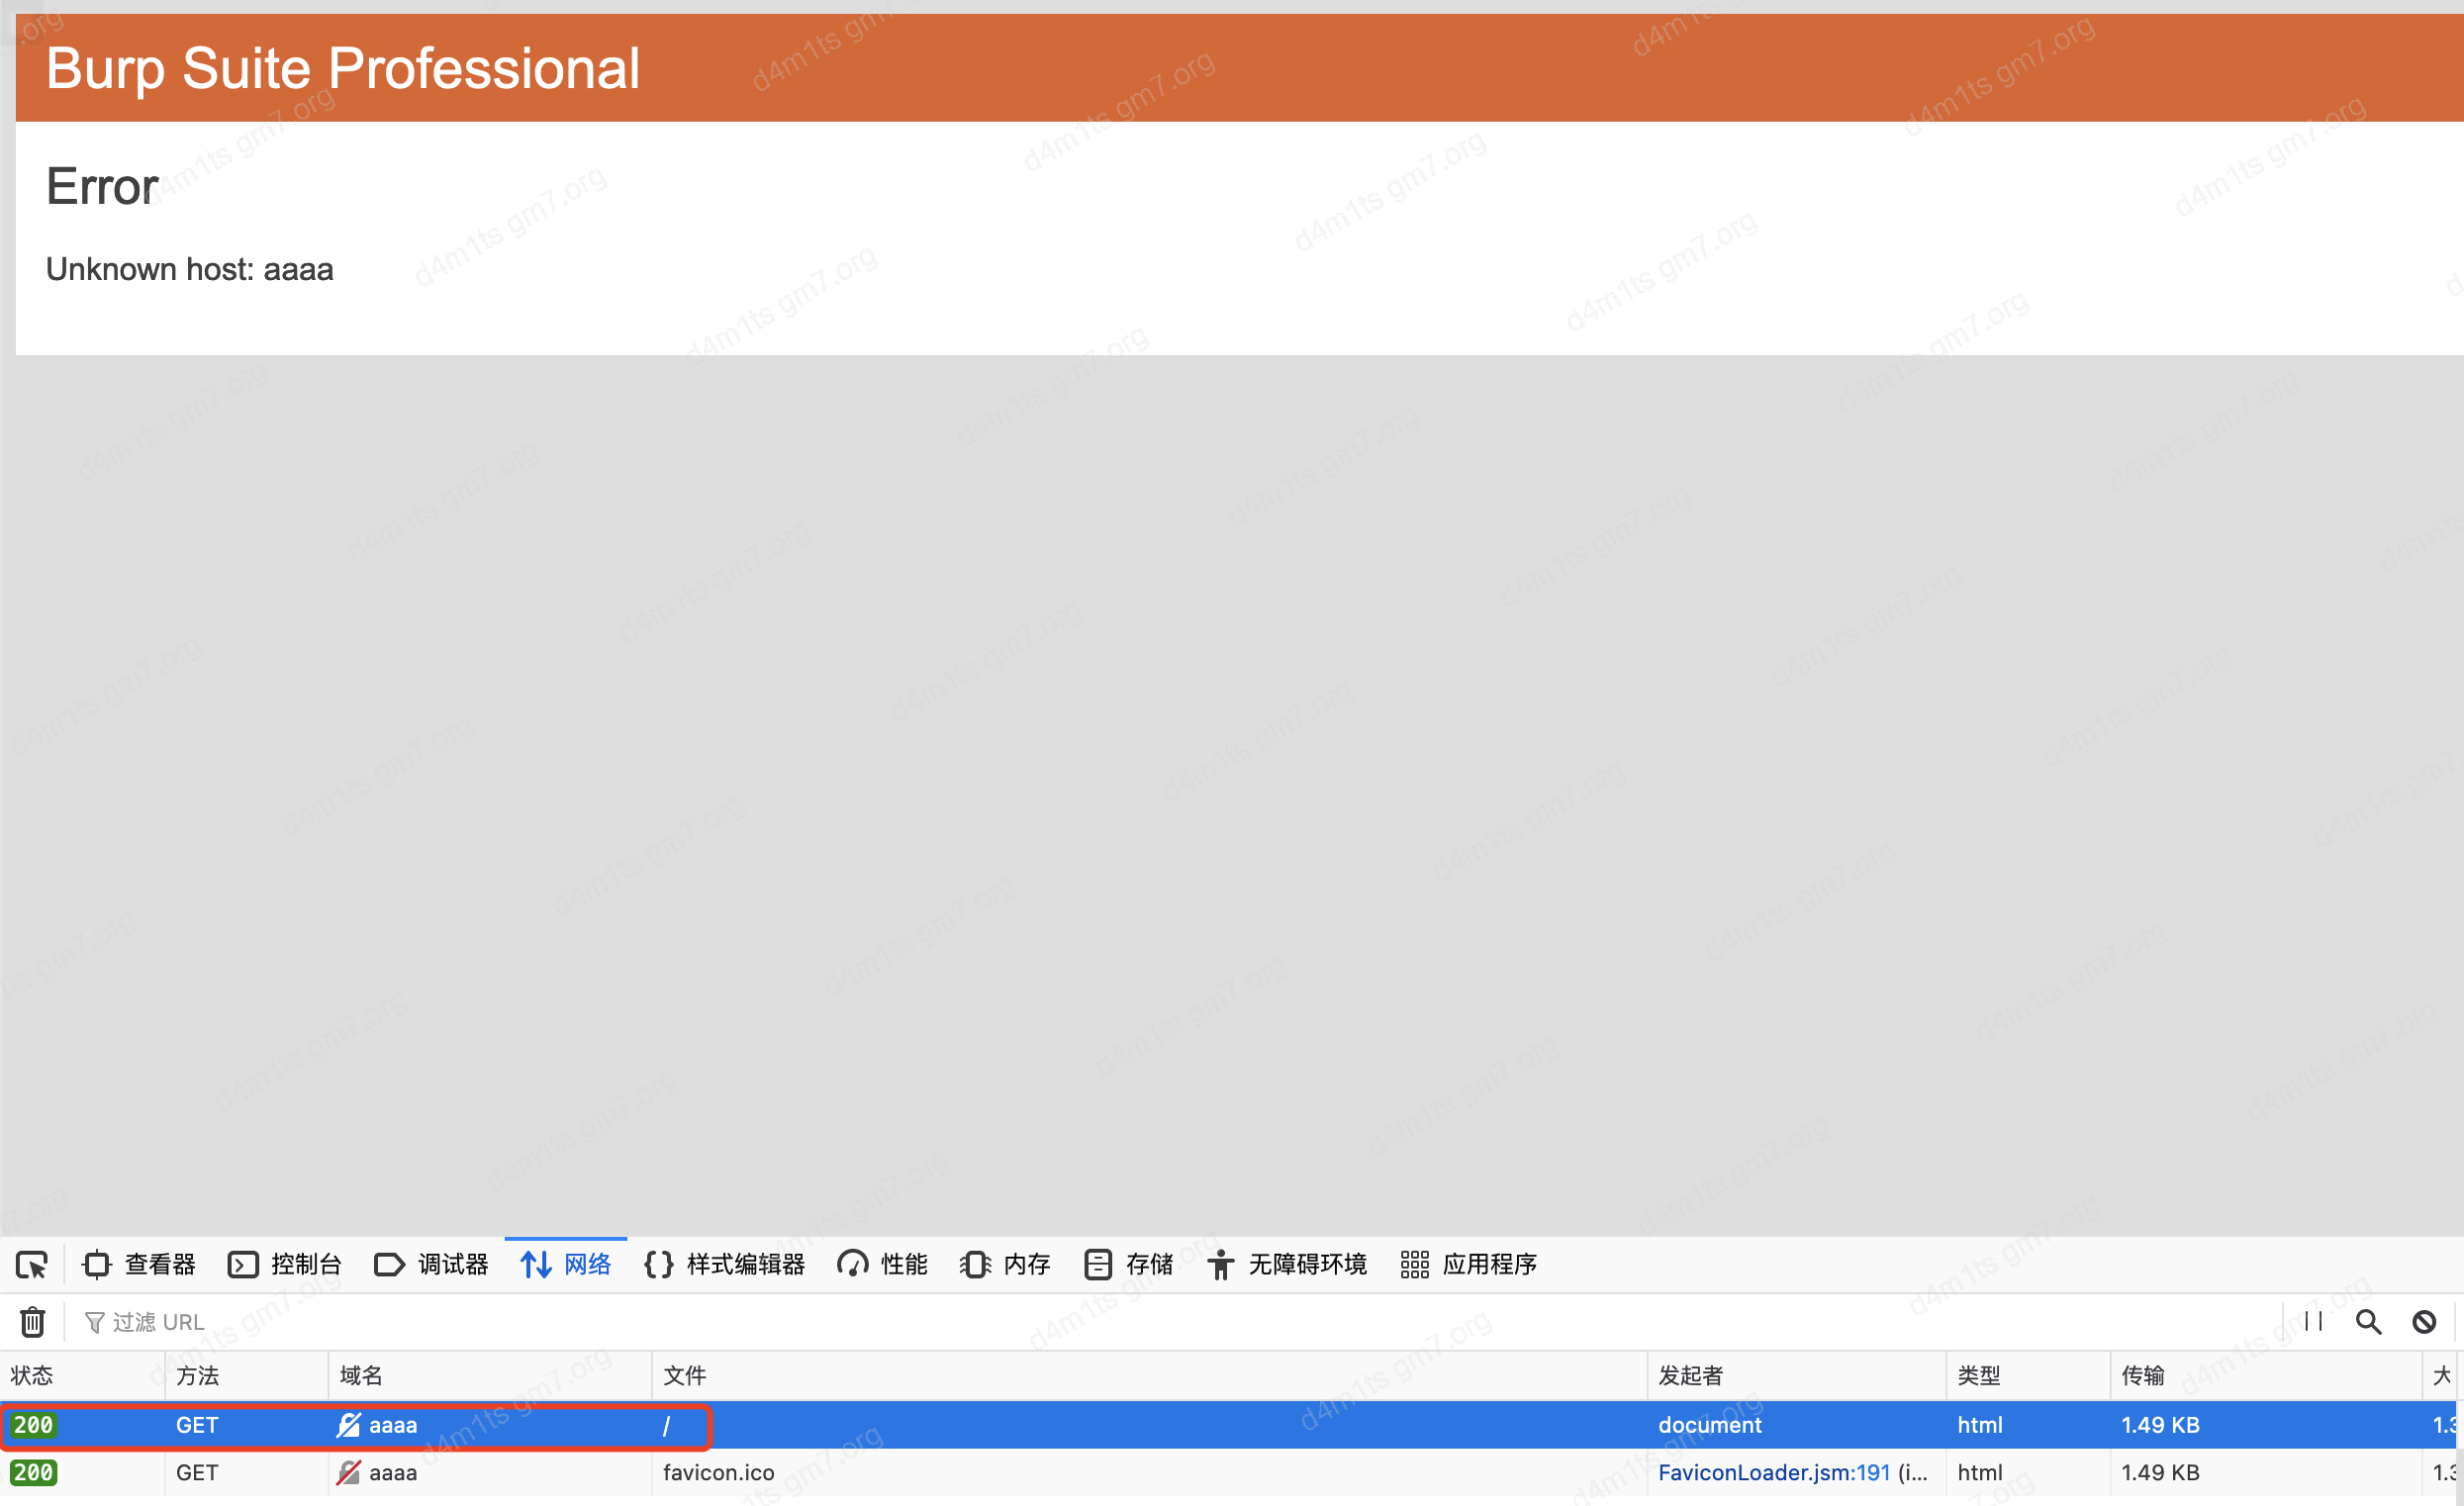 Burp Suite Professional
Error
Unknown host: aaaa
查看器 控制台 调试器 网络 样式编辑器 性能 内存 存储 无障碍环境 应用程序
过滤 URL
状态 方法 域名 文件 发起者 类型 传输 大
200 GET aaaa / document html 1.49 KB 1.3
200 GET aaaa favicon.ico FaviconLoader.jsm:191 (i... html 1.49 KB 1.3
d4m1ts gm7.org